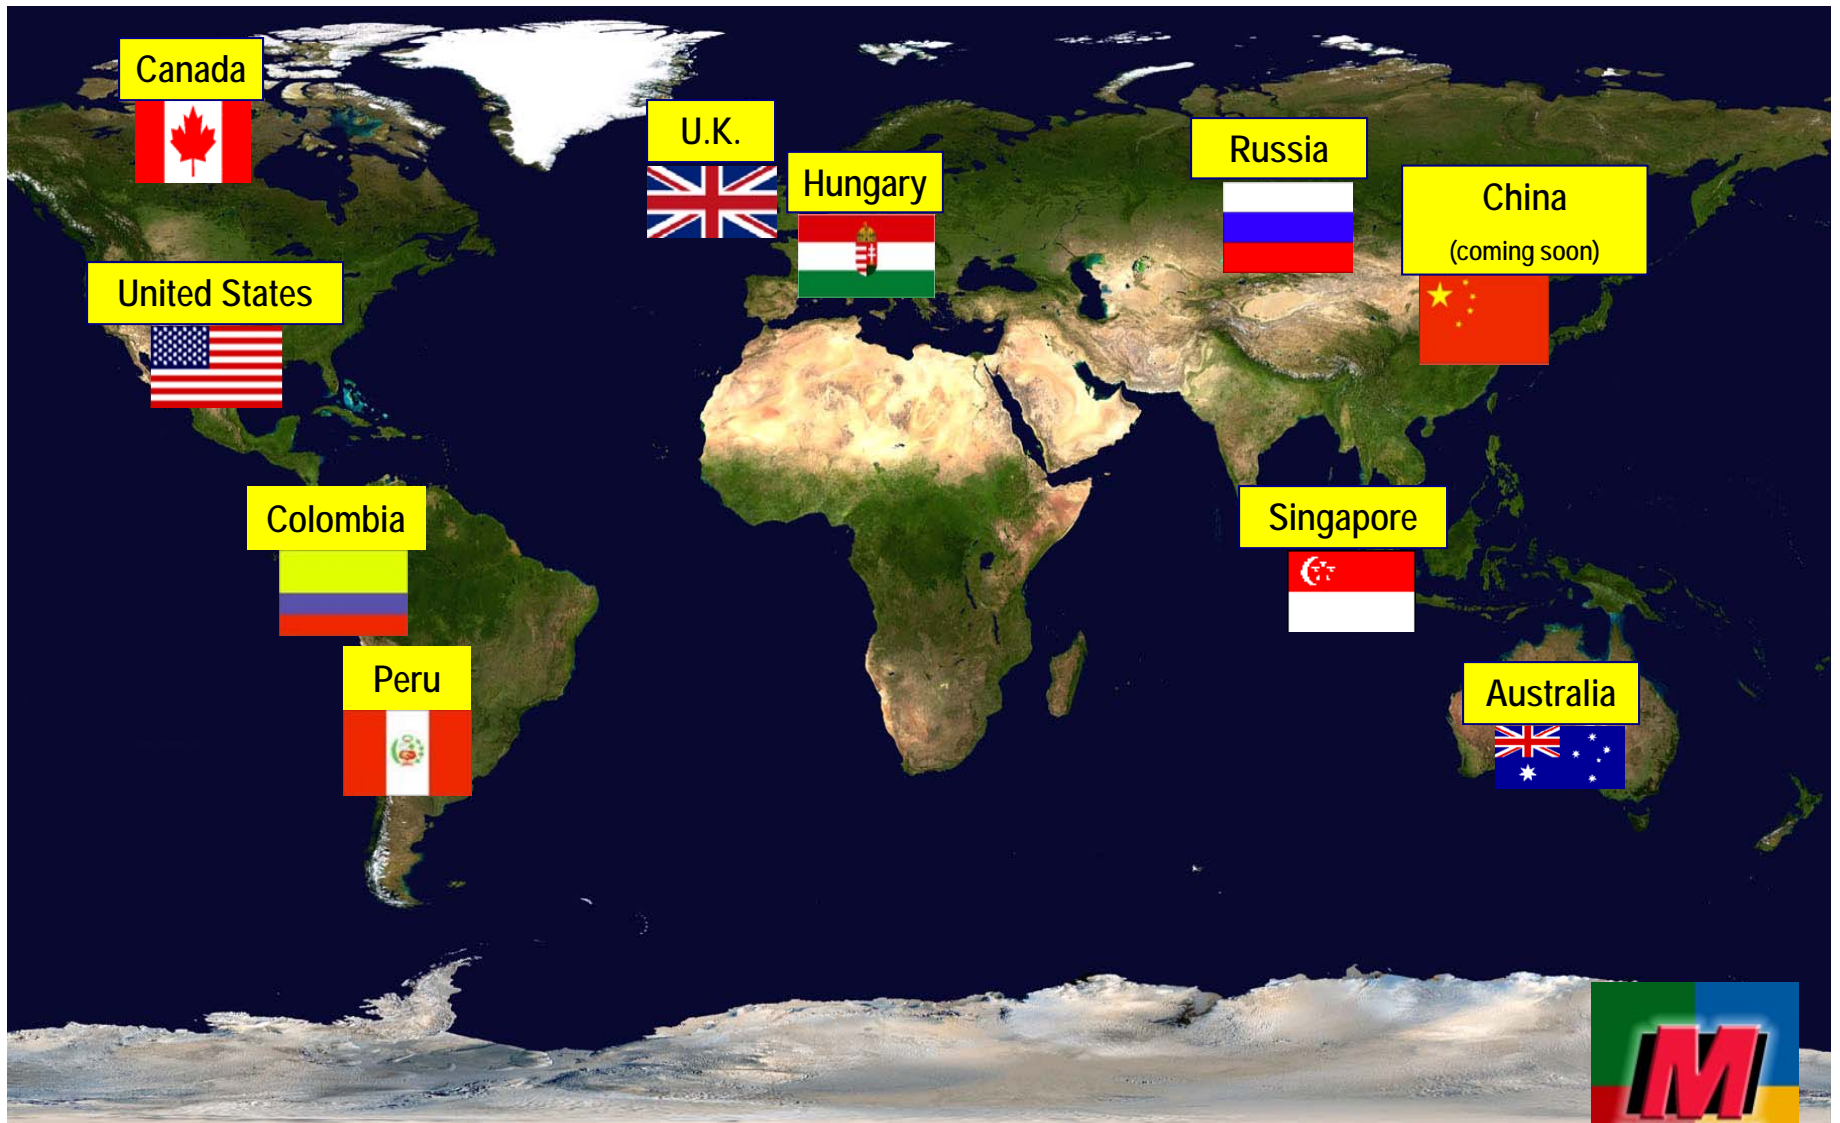 Canada
U.K.
Russia
Hungary
China
(coming soon)
United States
Colombia
Singapore
Peru
Australia
M